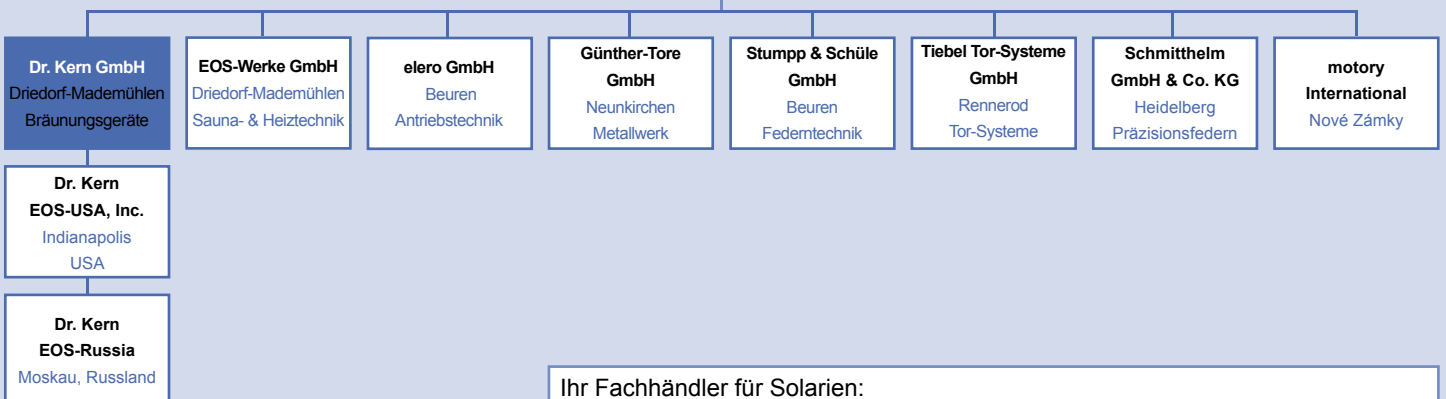 Dr. Kern GmbH
Driedorf-Mademühlen
Bräunungsgeräte
EOS-Werke GmbH
Driedorf-Mademühlen
Sauna- & Heiztechnik
elero GmbH
Beuren
Antriebstechnik
Günther-Tore
GmbH
Neunkirchen
Metallwerk
Stumpp & Schüle
GmbH
Beuren
Federntechnik
Tiebel Tor-Systeme
GmbH
Rennerod
Tor-Systeme
Schmitthelm
GmbH & Co. KG
Heidelberg
Präzisionsfedern
motory
International
Nové Zámky
Dr. Kern
EOS-USA, Inc.
Indianapolis
USA
Dr. Kern
EOS-Russia
Moskau, Russland
Ihr Fachhändler für Solarien: